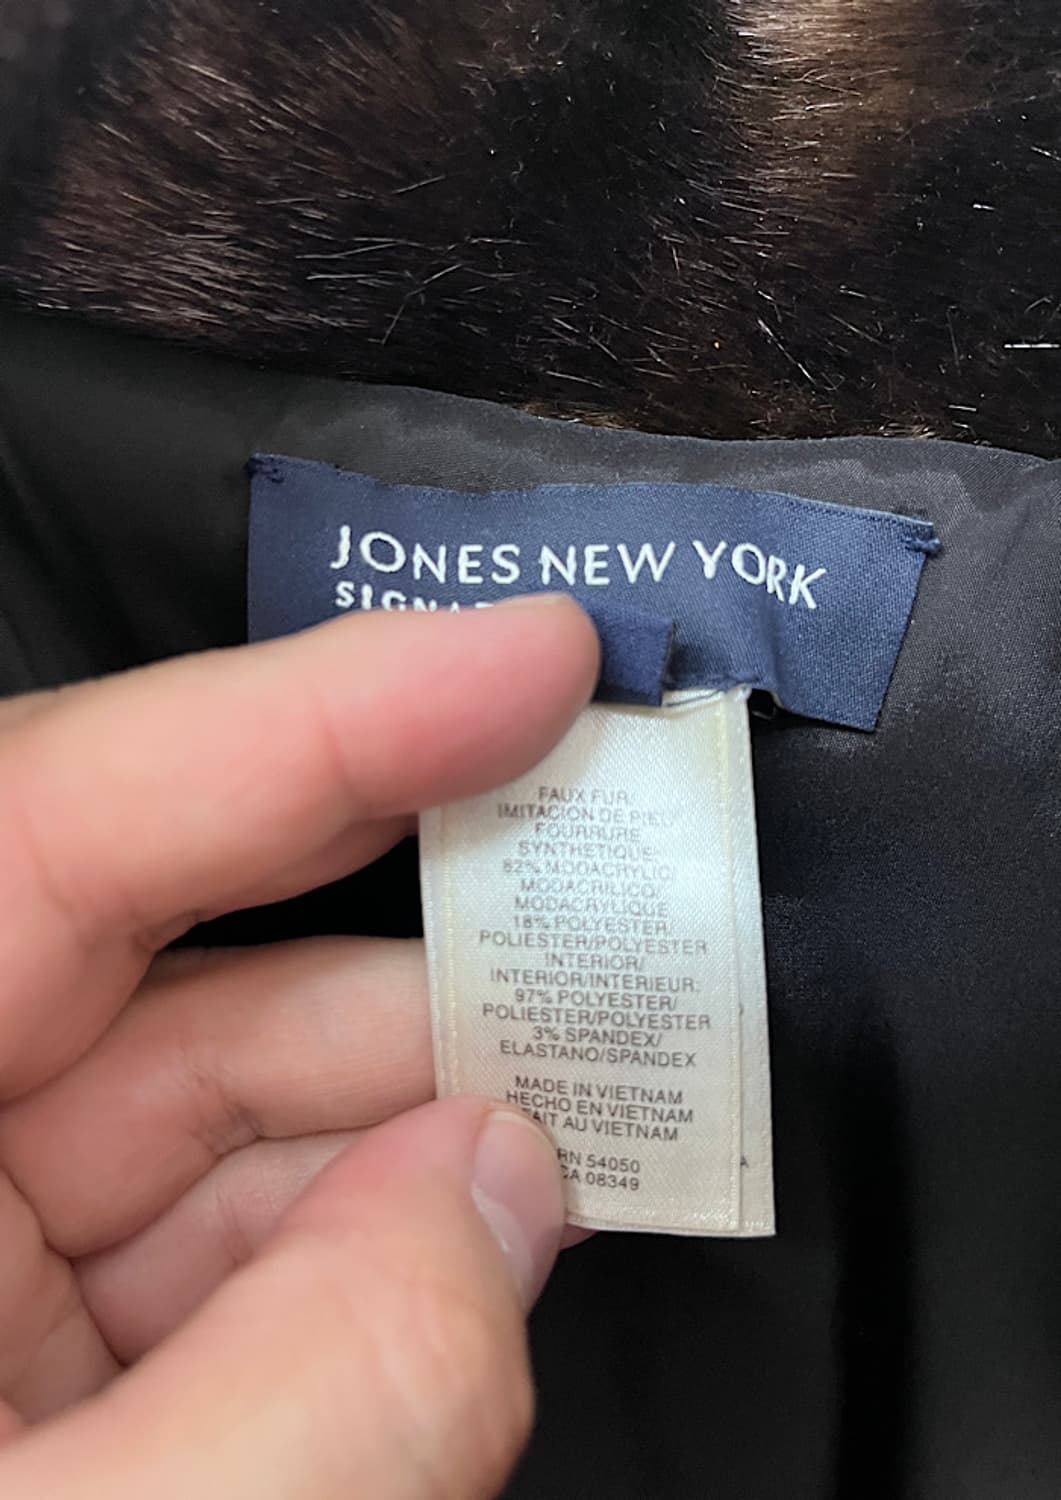 JONES NEW YORK
FAUX FUR
IMITACION DE PIEL/
FOURRURE
SYNTHETIQUE:
82% MODACRYLIC/
MODACRILICO/
MODACRYLIQUE
18% POLYESTER/
POLIESTER/POLYESTER
INTERIOR/
INTERIOR/INTERIEUR:
97% POLYESTER/
POLIESTER/POLYESTER
3% SPANDEX/
ELASTANO/SPANDEX
MADE IN VIETNAM
HECHO EN VIETNAM
FAIT AU VIETNAM
RN 54050
CA 08349